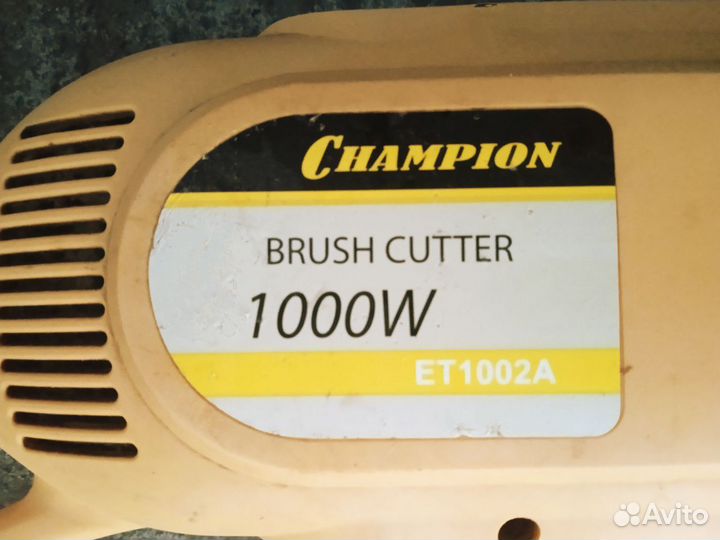 CHAMPION
BRUSH CUTTER
1000W
ET1002A
Avito